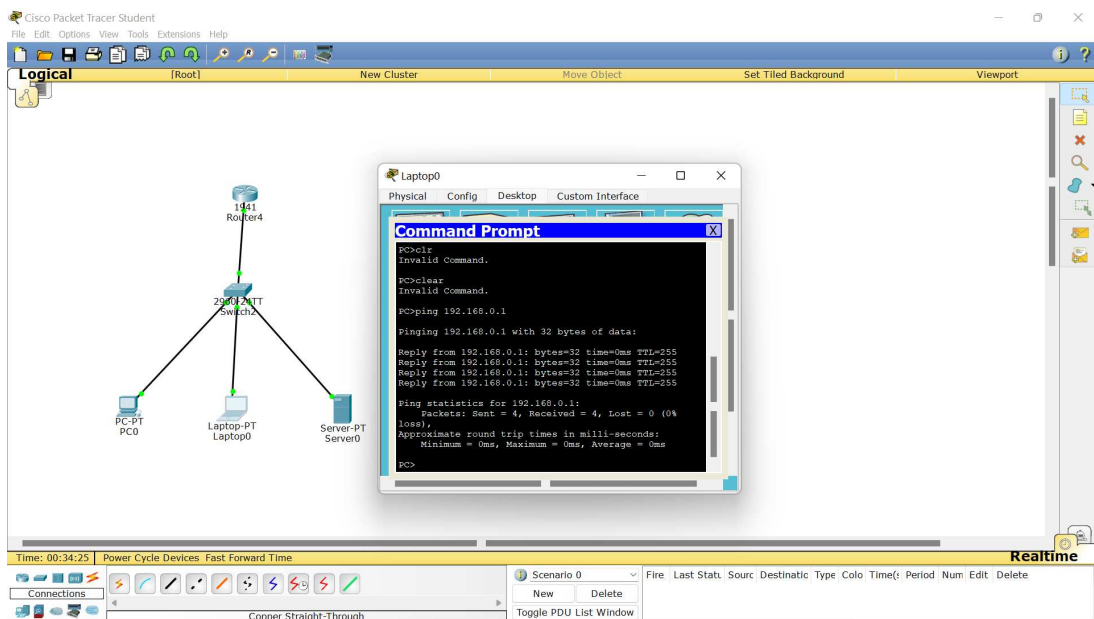 Cisco Packet Tracer Student
File Edit Options View Tools Extensions Help
Logical [Root] New Cluster Move Object Set Tiled Background Viewport
1941
Router4
2960-24TT
Switch2
PC-PT
PC0
Laptop-PT
Laptop0
Server-PT
Server0
Laptop0
Physical Config Desktop Custom Interface
Command Prompt X
PC>clr
Invalid Command.
PC>clear
Invalid Command.
PC>ping 192.168.0.1
Pinging 192.168.0.1 with 32 bytes of data:
Reply from 192.168.0.1: bytes=32 time=0ms TTL=255
Reply from 192.168.0.1: bytes=32 time=0ms TTL=255
Reply from 192.168.0.1: bytes=32 time=0ms TTL=255
Reply from 192.168.0.1: bytes=32 time=0ms TTL=255
Ping statistics for 192.168.0.1:
Packets: Sent = 4, Received = 4, Lost = 0 (0%
loss),
Approximate round trip times in milli-seconds:
Minimum = 0ms, Maximum = 0ms, Average = 0ms
PC>
Time: 00:34:25 Power Cycle Devices Fast Forward Time Realtime
Connections
Copper Straight-Through
Scenario 0
New Delete
Toggle PDU List Window
Fire Last Statu Sourc Destinatic Type Colo Time(s Period Num Edit Delete